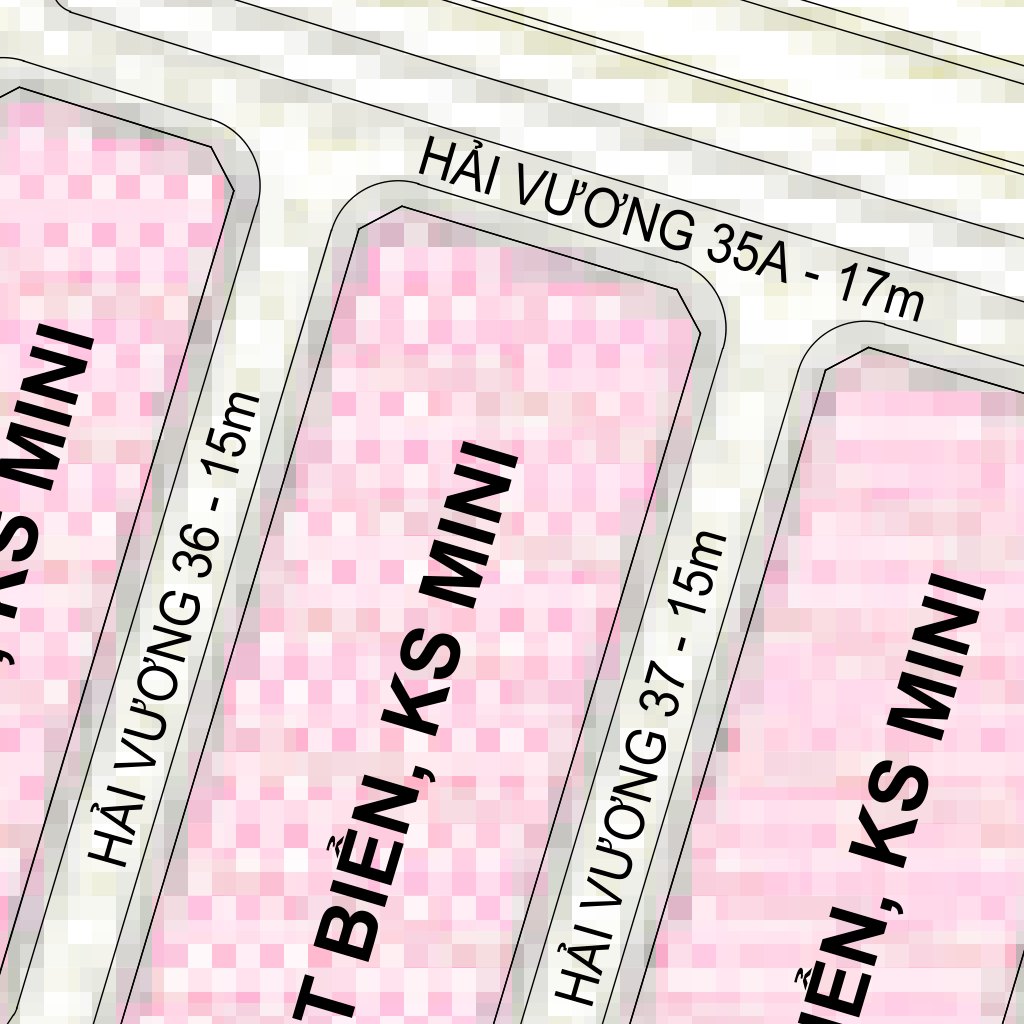 HẢI VƯƠNG 35A - 17m
, KS MINI
HẢI VƯƠNG 36 - 15m
T BIỂN, KS MINI
HẢI VƯƠNG 37 - 15m
IỂN, KS MINI